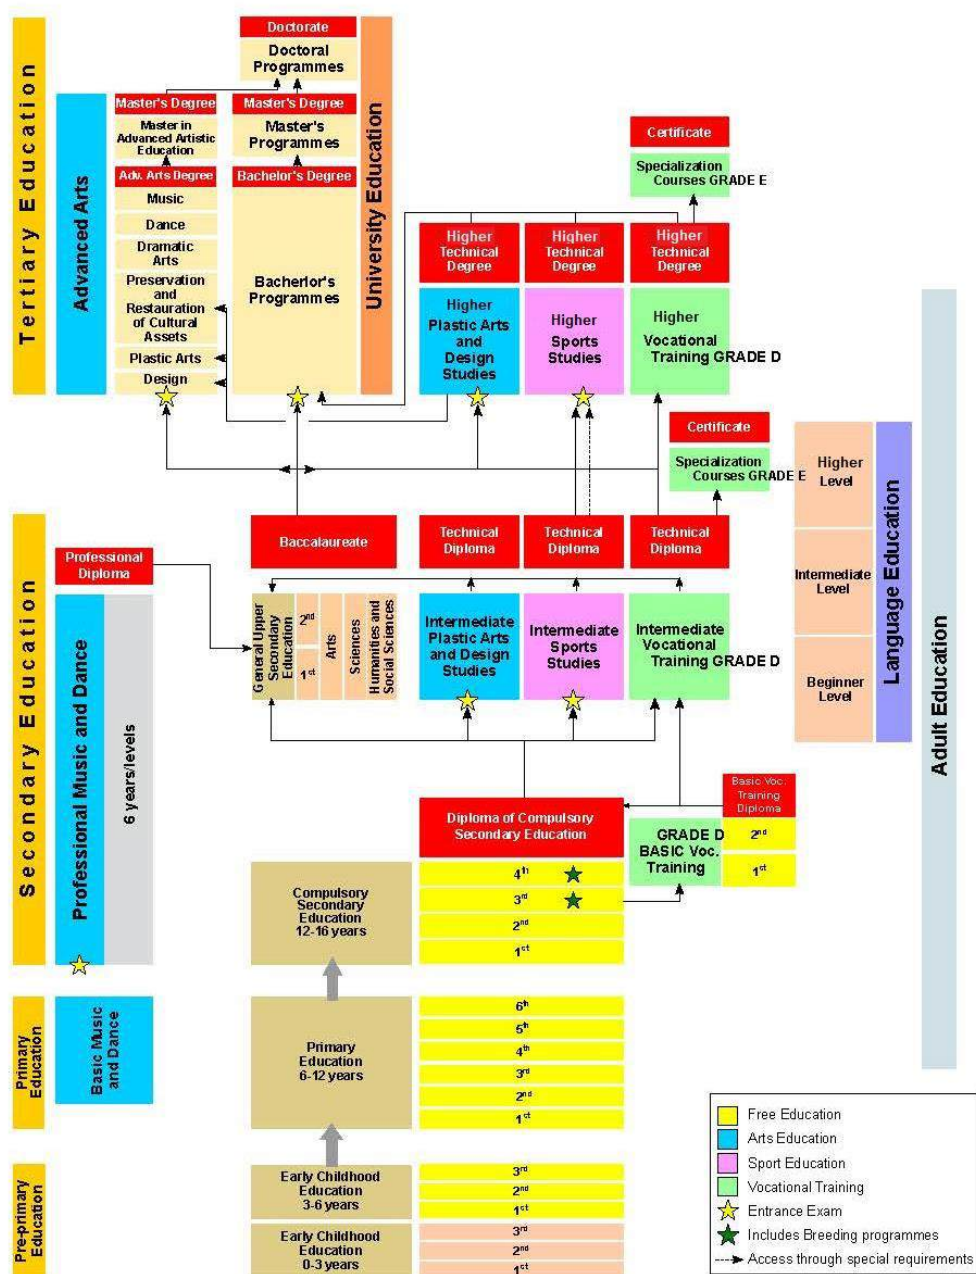 Tertiary Education
Advanced Arts
Doctorate
Doctoral
Programmes
Master's Degree
Master in
Advanced Artistic
Education
Master's Degree
Master's
Programmes
Adv. Arts Degree
Music
Dance
Dramatic
Arts
Preservation
and
Restauration
of Cultural
Assets
Plastic Arts
Design
Bachelor's Degree
Bacherlor's
Programmes
University Education
Certificate
Specialization
Courses GRADE E
Higher
Technical
Degree
Higher
Technical
Degree
Higher
Technical
Degree
Higher
Plastic Arts
and
Design
Studies
Higher
Sports
Studies
Higher
Vocational
Training GRADE D
Certificate
Specialization
Courses GRADE E
Higher
Level
Intermediate
Level
Beginner
Level
Language Education
Adult Education
Secondary Education
Professional
Diploma
Professional Music and Dance
6 years/levels
Baccalaureate
Technical
Diploma
Technical
Diploma
Technical
Diploma
General Upper
Secondary
Education
2nd
1st
Arts
Sciences
Humanities and
Social Sciences
Intermediate
Plastic Arts
and Design
Studies
Intermediate
Sports
Studies
Intermediate
Vocational
Training GRADE D
Diploma of Compulsory
Secondary Education
Basic Voc.
Training
Diploma
GRADE D
BASIC Voc.
Training
2nd
1st
Compulsory
Secondary
Education
12-16 years
4th
3rd
2nd
1st
Primary
Education
Basic Music
and Dance
Primary
Education
6-12 years
6th
5th
4th
3rd
2nd
1st
Pre-primary
Education
Early Childhood
Education
3-6 years
3rd
2nd
1st
Early Childhood
Education
0-3 years
3rd
2nd
1st
Free Education
Arts Education
Sport Education
Vocational Training
Entrance Exam
Includes Breeding programmes
Access through special requirements